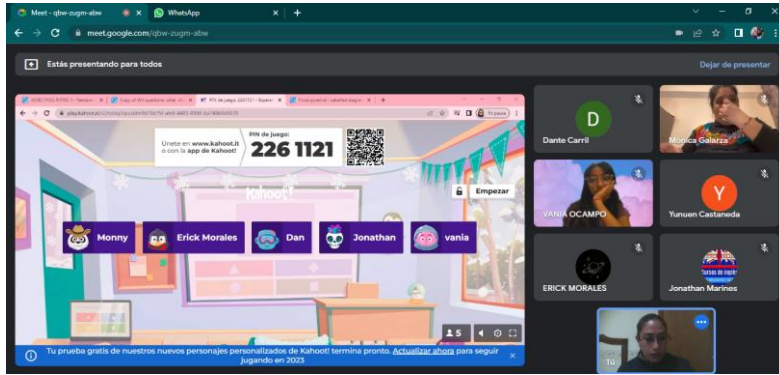 Meet - qbw-zugm-abw
WhatsApp
meet.google.com/qbw-zugm-abw
Estás presentando para todos
Dejar de presentar
Únete en www.kahoot.it
o con la app de Kahoot!
PIN de juego:
226 1121
Kahoot!
Empezar
Monny
Erick Morales
Dan
Jonathan
vania
5
Tu prueba gratis de nuestros nuevos personajes personalizados de Kahoot! termina pronto. Actualizar ahora para seguir
jugando en 2023
Dante Carril
Monica Galarza
VANIA OCAMPO
Yunuen Castaneda
ERICK MORALES
Jonathan Marines
D
Y
Tú